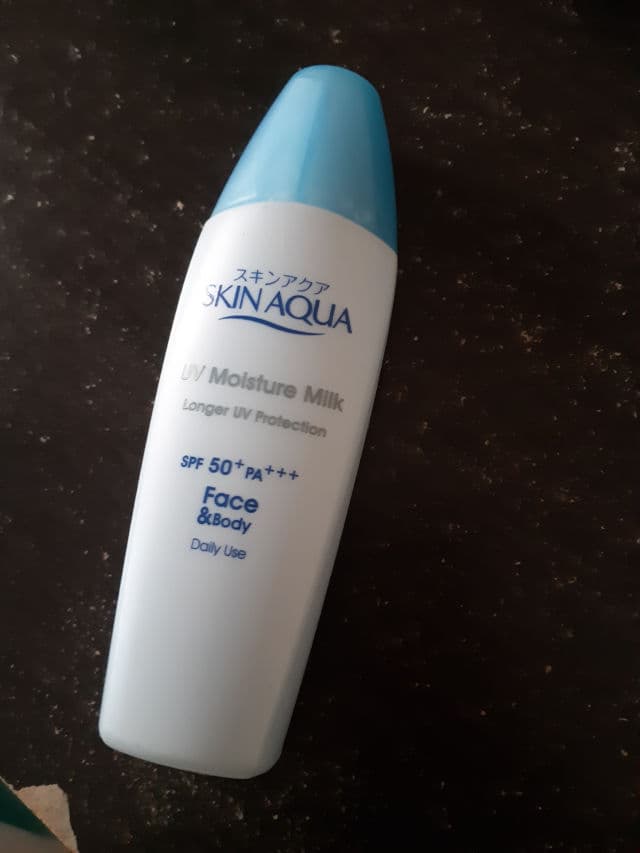 スキンアクア
SKIN AQUA
UV Moisture Milk
Longer UV Protection
SPF 50+ PA+++
Face
&Body
Daily Use